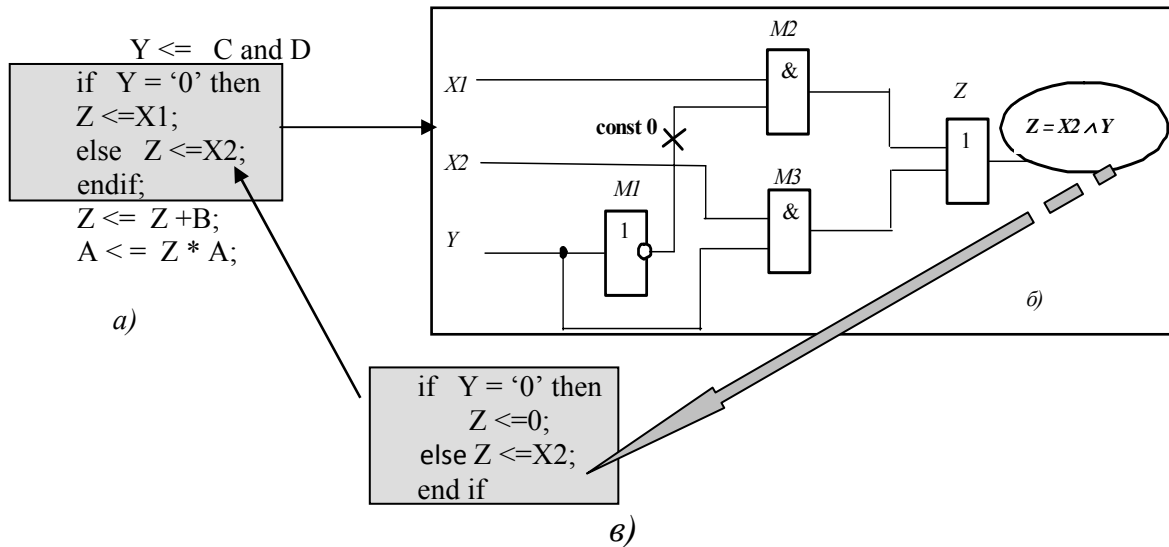 Y <= C and D
if Y = ‘0’ then
Z <=X1;
else Z <=X2;
endif;
Z <= Z +B;
A < = Z * A;
а)
X1
X2
Y
const 0
M1
1
M2
&
M3
&
Z
1
Z = X2 ∧ Y
б)
if Y = ‘0’ then
Z <=0;
else Z <=X2;
end if
в)